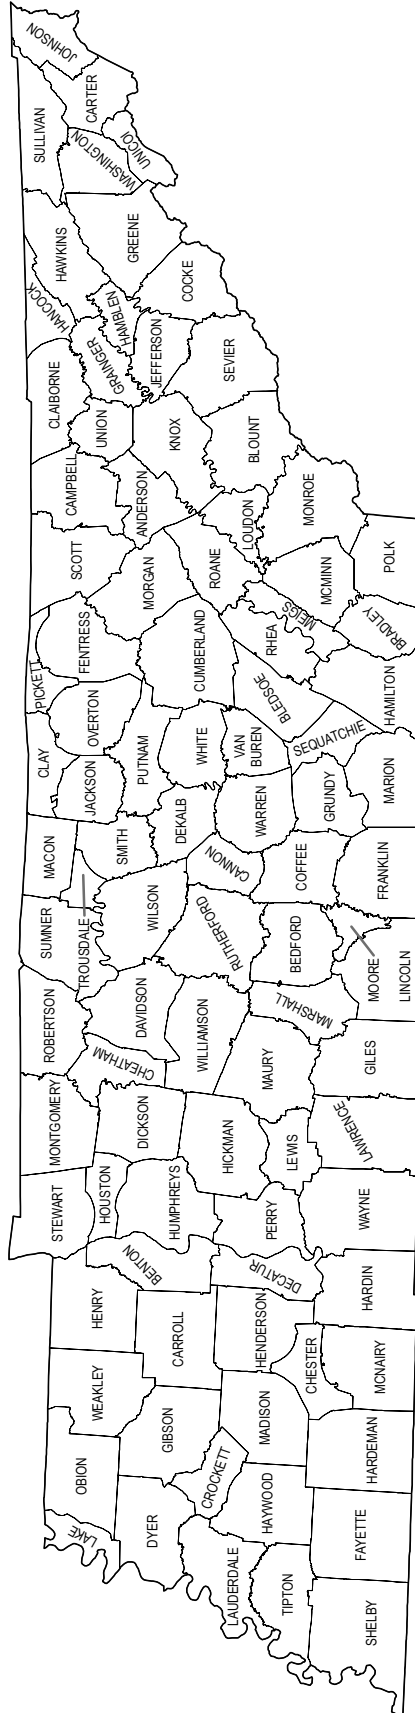 JOHNSON
CARTER
SULLIVAN
UNICOI
WASHINGTON
GREENE
HAWKINS
HANCOCK
COCKE
HAMBLEN
GRAINGER
JEFFERSON
SEVIER
CLAIBORNE
UNION
KNOX
BLOUNT
CAMPBELL
ANDERSON
LOUDON
MONROE
SCOTT
MORGAN
ROANE
MCMINN
POLK
MEIGS
BRADLEY
RHEA
FENTRESS
CUMBERLAND
PICKETT
BLEDSOE
HAMILTON
OVERTON
CLAY
PUTNAM
WHITE
VAN
BUREN
SEQUATCHIE
JACKSON
MARION
GRUNDY
WARREN
DEKALB
SMITH
MACON
CANNON
COFFEE
FRANKLIN
TROUSDALE
SUMNER
WILSON
RUTHERFORD
BEDFORD
MOORE
LINCOLN
ROBERTSON
DAVIDSON
WILLIAMSON
MARSHALL
CHEATHAM
MAURY
GILES
MONTGOMERY
DICKSON
HICKMAN
LEWIS
LAWRENCE
STEWART
HOUSTON
HUMPHREYS
PERRY
WAYNE
BENTON
DECATUR
HARDIN
HENRY
CARROLL
HENDERSON
CHESTER
MCNAIRY
WEAKLEY
GIBSON
MADISON
HARDEMAN
OBION
CROCKETT
HAYWOOD
FAYETTE
LAKE
DYER
LAUDERDALE
TIPTON
SHELBY